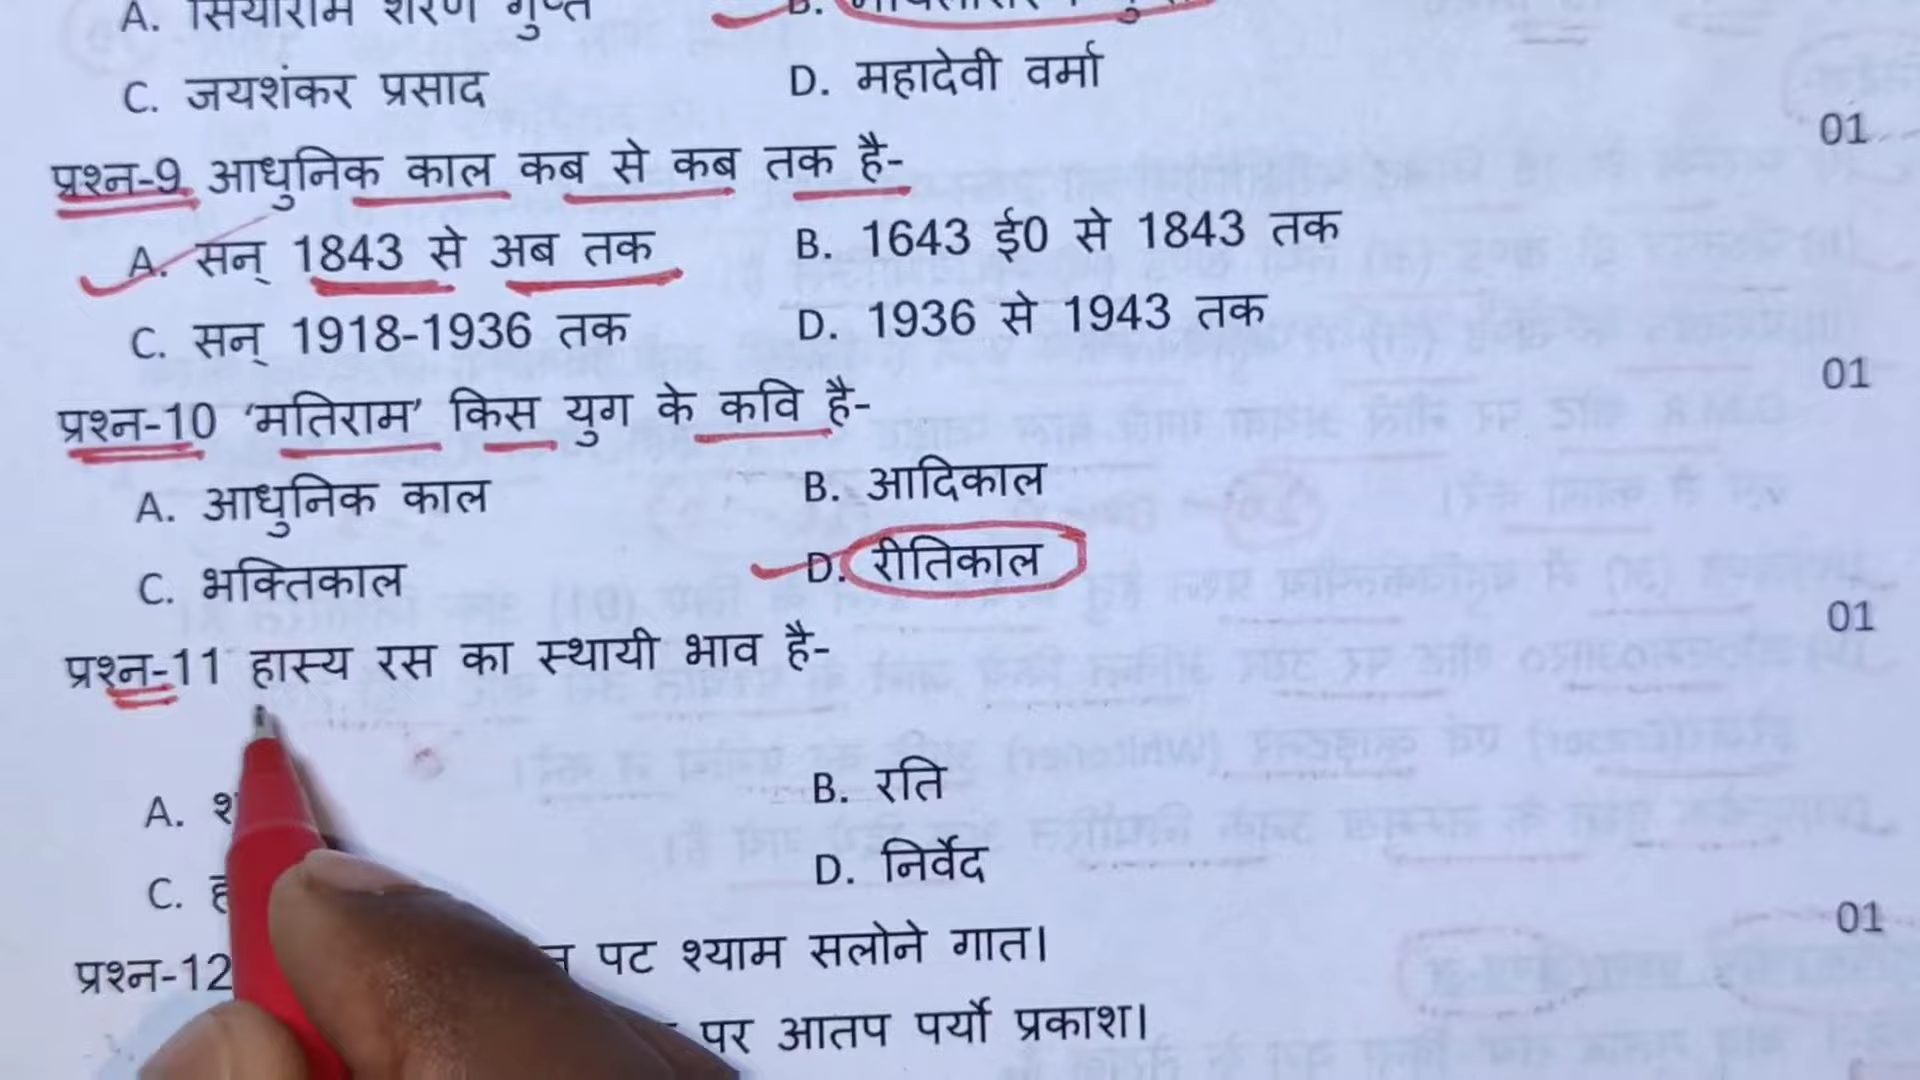 A. सियाराम शरण गुप्त B.
C. जयशंकर प्रसाद D. महादेवी वर्मा
01
प्रश्न-9 आधुनिक काल कब से कब तक है-
A. सन् 1843 से अब तक B. 1643 ई0 से 1843 तक
C. सन् 1918-1936 तक D. 1936 से 1943 तक
01
प्रश्न-10 ‘मतिराम’ किस युग के कवि है-
A. आधुनिक काल B. आदिकाल
C. भक्तिकाल D. रीतिकाल
01
प्रश्न-11 हास्य रस का स्थायी भाव है-
A. B. रति
C. D. निर्वेद
01
प्रश्न-12 पट श्याम सलोने गात।
पर आतप पर्यो प्रकाश।